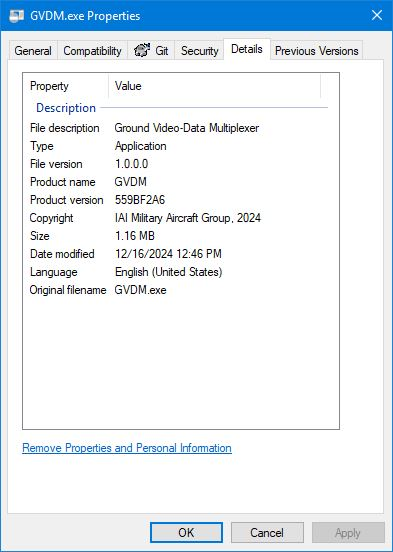 GVDM.exe Properties
General Compatibility Git Security Details Previous Versions
Property Value
Description
File description Ground Video-Data Multiplexer
Type Application
File version 1.0.0.0
Product name GVDM
Product version 559BF2A6
Copyright IAI Military Aircraft Group, 2024
Size 1.16 MB
Date modified 12/16/2024 12:46 PM
Language English (United States)
Original filename GVDM.exe
Remove Properties and Personal Information
OK Cancel Apply